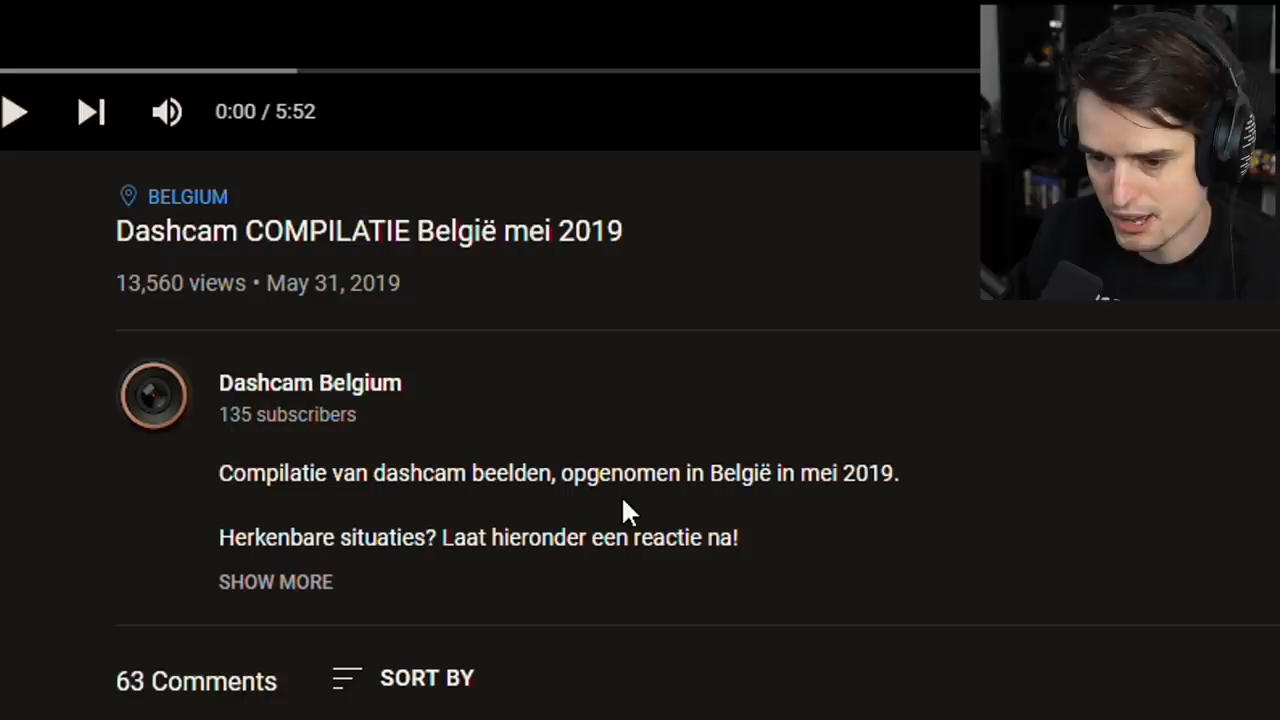 0:00 / 5:52
BELGIUM
Dashcam COMPILATIE België mei 2019
13,560 views • May 31, 2019
Dashcam Belgium
135 subscribers
Compilatie van dashcam beelden, opgenomen in België in mei 2019.
Herkenbare situaties? Laat hieronder een reactie na!
SHOW MORE
63 Comments
SORT BY